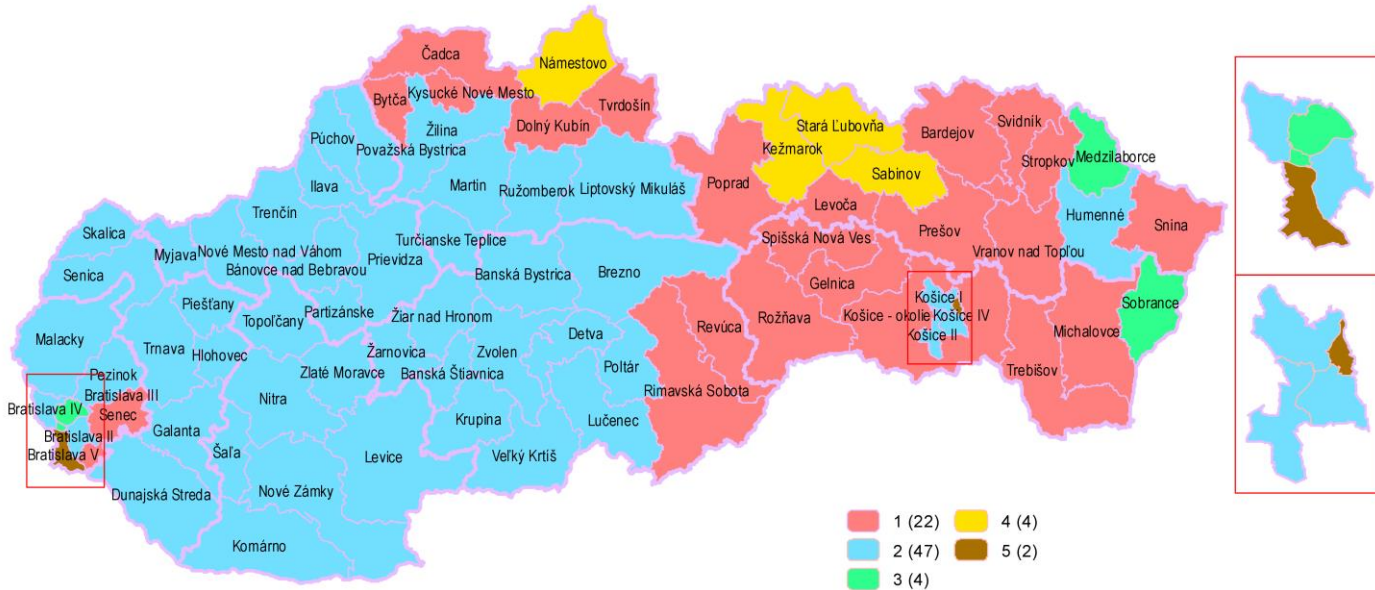 Čadca
Námestovo
Kysucké Nové Mesto
Bytča
Tvrdošín
Dolný Kubín
Žilina
Púchov
Považská Bystrica
Stará Ľubovňa
Kežmarok
Bardejov
Svidník
Stropkov
Medzilaborce
Sabinov
Poprad
Levoča
Ilava
Martin
Ružomberok
Liptovský Mikuláš
Trenčín
Prešov
Humenné
Snina
Skalica
Turčianske Teplice
Spišská Nová Ves
Vranov nad Topľou
Myjava
Nové Mesto nad Váhom
Prievidza
Bánovce nad Bebravou
Banská Bystrica
Brezno
Senica
Gelnica
Piešťany
Partizánske
Topoľčany
Žiar nad Hronom
Košice I
Sobrance
Košice - okolie
Košice IV
Rožňava
Revúca
Košice II
Michalovce
Malacky
Trnava
Hlohovec
Žarnovica
Zvolen
Detva
Pezinok
Zlaté Moravce
Banská Štiavnica
Poltár
Trebišov
Rimavská Sobota
Bratislava III
Nitra
Bratislava IV
Senec
Krupina
Lučenec
Galanta
Bratislava II
Bratislava V
Šaľa
Levice
Veľký Krtíš
Dunajská Streda
Nové Zámky
Komárno
1 (22)
4 (4)
2 (47)
5 (2)
3 (4)